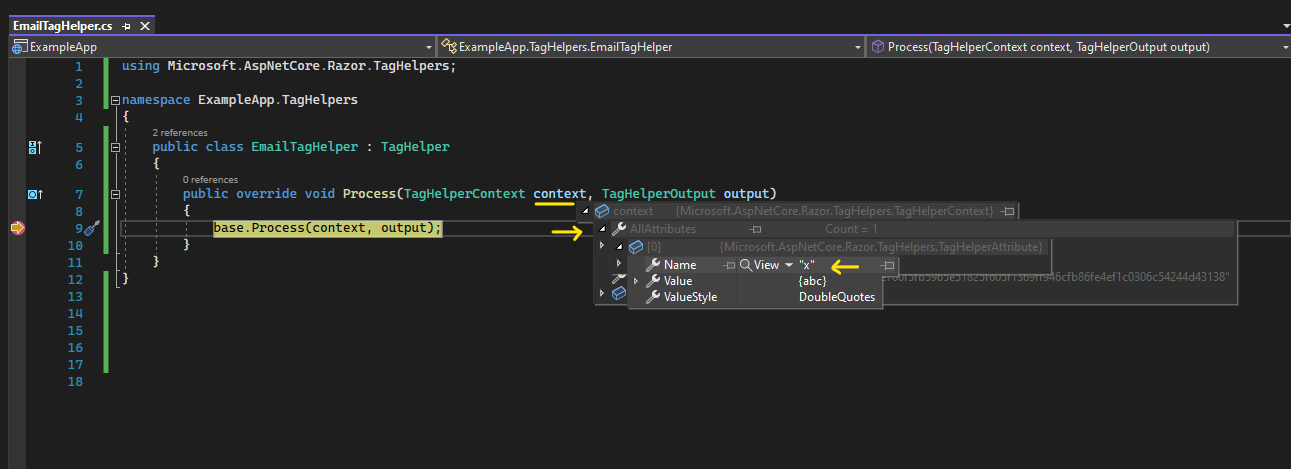 EmailTagHelper.cs
ExampleApp ExampleApp.TagHelpers.EmailTagHelper Process(TagHelperContext context, TagHelperOutput output)
1 using Microsoft.AspNetCore.Razor.TagHelpers;
2
3 namespace ExampleApp.TagHelpers
4 {
2 references
5 public class EmailTagHelper : TagHelper
6 {
0 references
7 public override void Process(TagHelperContext context, TagHelperOutput output)
8 {
context {Microsoft.AspNetCore.Razor.TagHelpers.TagHelperContext}
9 base.Process(context, output);
AllAttributes Count = 1
10 }
[0] {Microsoft.AspNetCore.Razor.TagHelpers.TagHelperAttribute}
11 }
Name View "x"
12 }
Value {abc}
13
ValueStyle DoubleQuotes
14
15
16
17
18